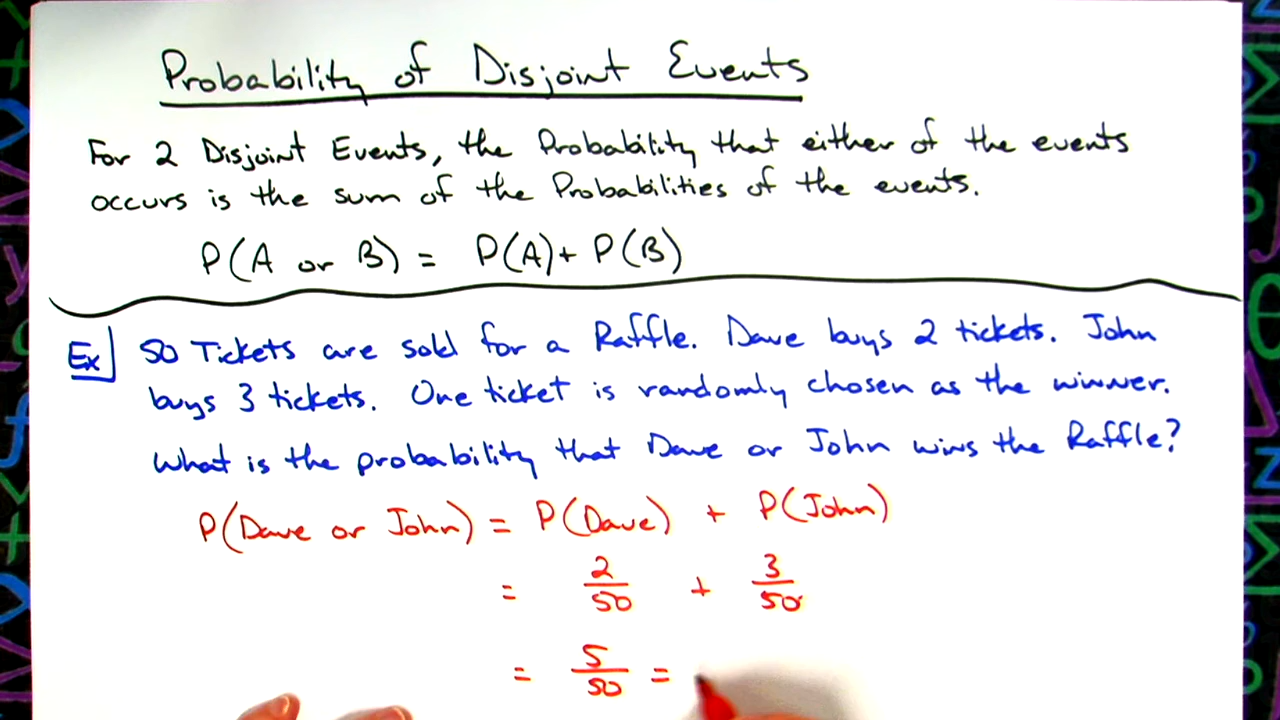 Probability of Disjoint Events
For 2 Disjoint Events, the Probability that either of the events
occurs is the sum of the Probabilities of the events.
P(A or B) = P(A)+ P(B)
Ex 50 Tickets are sold for a Raffle. Dave buys 2 tickets. John
buys 3 tickets. One ticket is randomly chosen as the winner.
What is the probability that Dave or John wins the Raffle?
P(Dave or John) = P(Dave) + P(John)
= 2/50 + 3/50
= 5/50 =